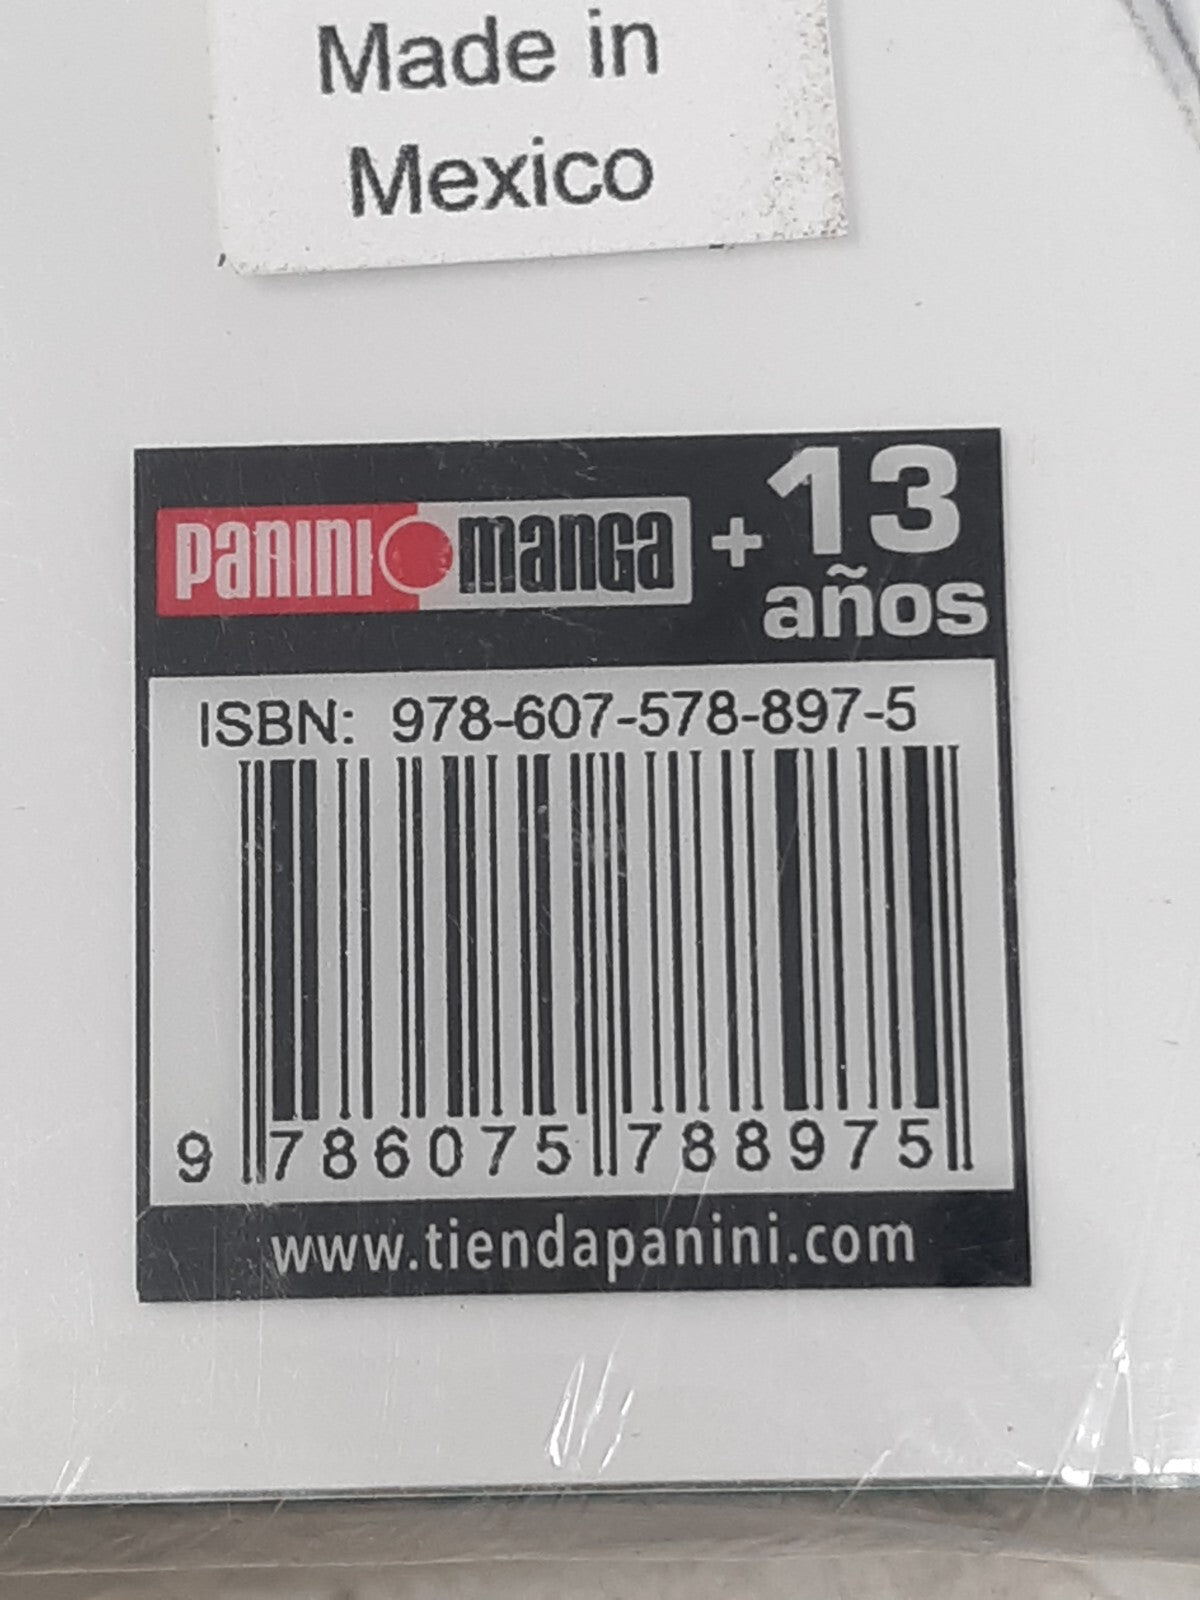 Made in
Mexico
PANINI MANGA +13
años
ISBN: 978-607-578-897-5
9 786075 788975
www.tiendapanini.com